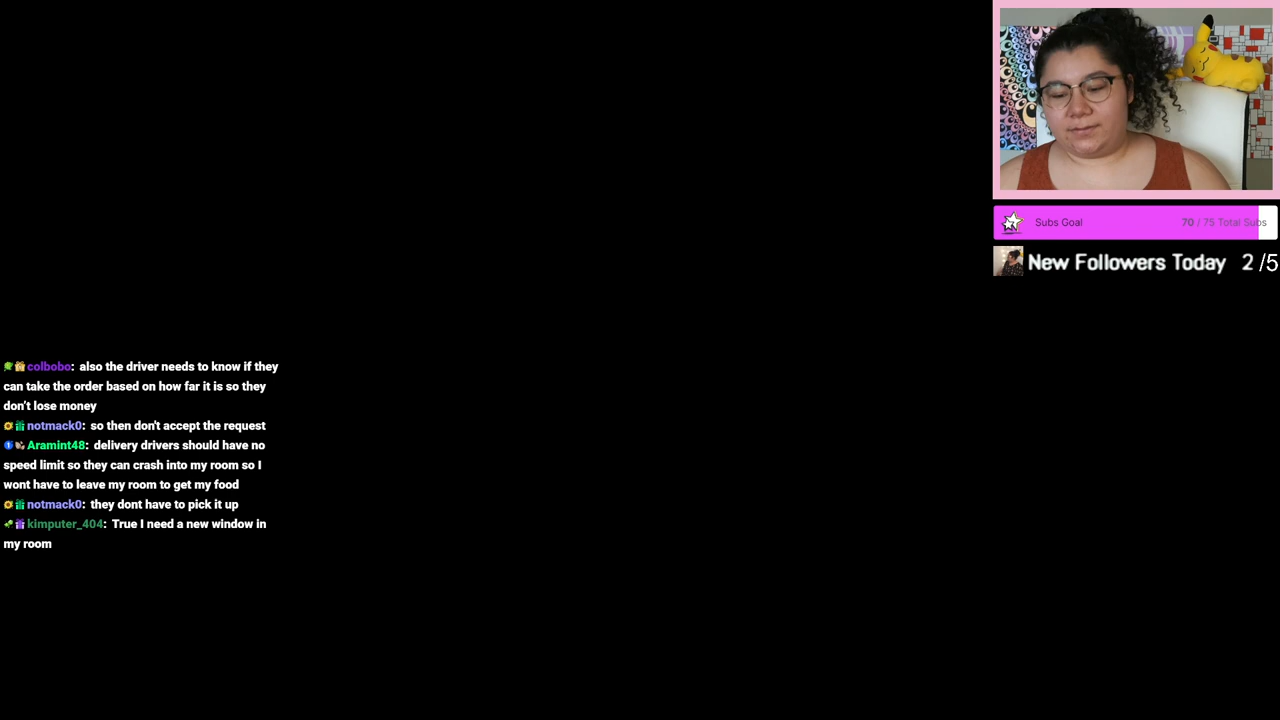 Subs Goal
70 / 75 Total Subs
New Followers Today 2 /5
colbobo: also the driver needs to know if they
can take the order based on how far it is so they
don't lose money
notmack0: so then don't accept the request
Aramint48: delivery drivers should have no
speed limit so they can crash into my room so I
wont have to leave my room to get my food
notmack0: they dont have to pick it up
kimputer_404: True I need a new window in
my room